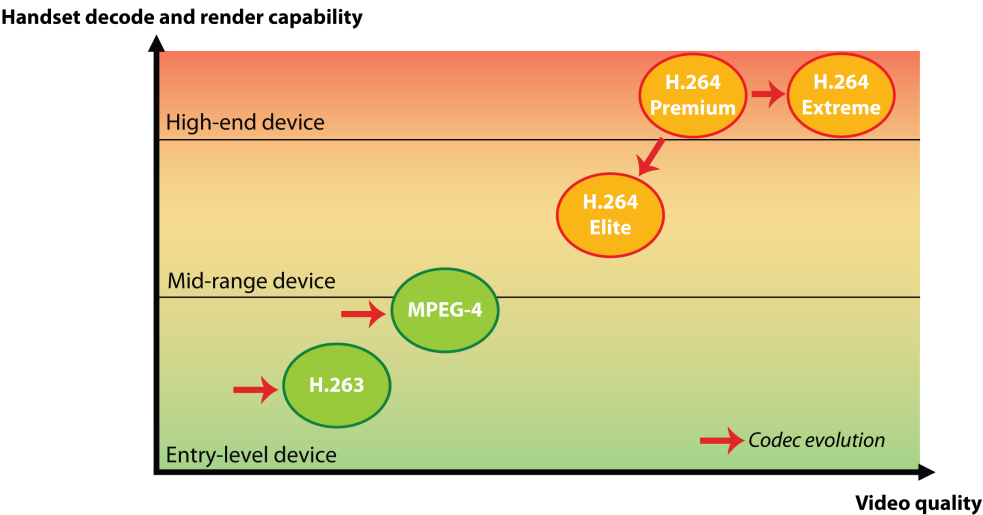 Handset decode and render capability
H.264
Premium
H.264
Extreme
High-end device
H.264
Elite
Mid-range device
MPEG-4
H.263
Codec evolution
Entry-level device
Video quality